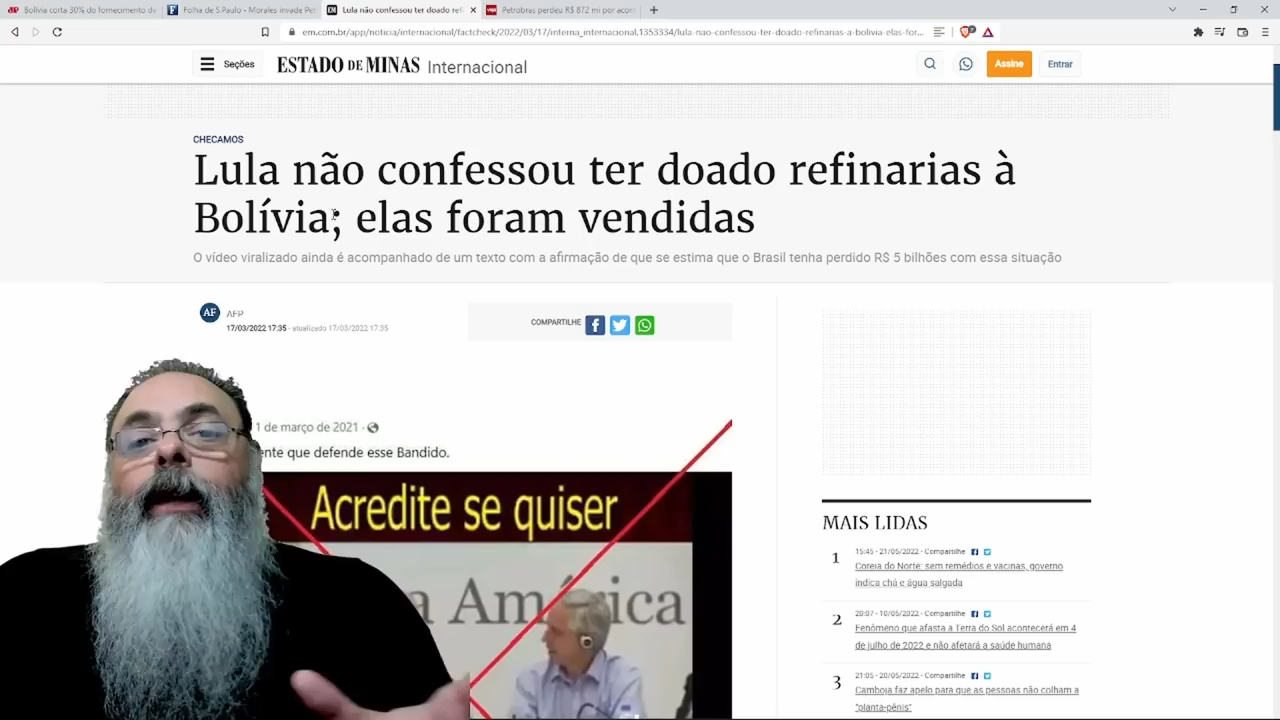 Bolívia corta 30% do fornecimento de
Folha de S.Paulo - Morales invade Pet
Lula não confessou ter doado refi
Petrobras perdeu R$ 872 mi por acor
em.com.br/app/noticia/internacional/factcheck/2022/03/17/interna_internacional,1353334/lula-nao-confessou-ter-doado-refinarias-a-bolivia-elas-for...
Seções
ESTADO DE MINAS Internacional
Assine
Entrar
CHECAMOS
Lula não confessou ter doado refinarias à
Bolívia; elas foram vendidas
O vídeo viralizado ainda é acompanhado de um texto com a afirmação de que se estima que o Brasil tenha perdido R$ 5 bilhões com essa situação
AF
AFP
17/03/2022 17:35 - atualizado 17/03/2022 17:35
COMPARTILHE
1 de março de 2021 ·
ente que defende esse Bandido.
Acredite se quiser
a América
MAIS LIDAS
1
15:45 - 21/05/2022 - Compartilhe
Coreia do Norte: sem remédios e vacinas, governo
indica chá e água salgada
2
20:07 - 10/05/2022 - Compartilhe
Fenômeno que afasta a Terra do Sol acontecerá em 4
de julho de 2022 e não afetará a saúde humana
3
21:05 - 20/05/2022 - Compartilhe
Camboja faz apelo para que as pessoas não colham a
"planta-pênis"